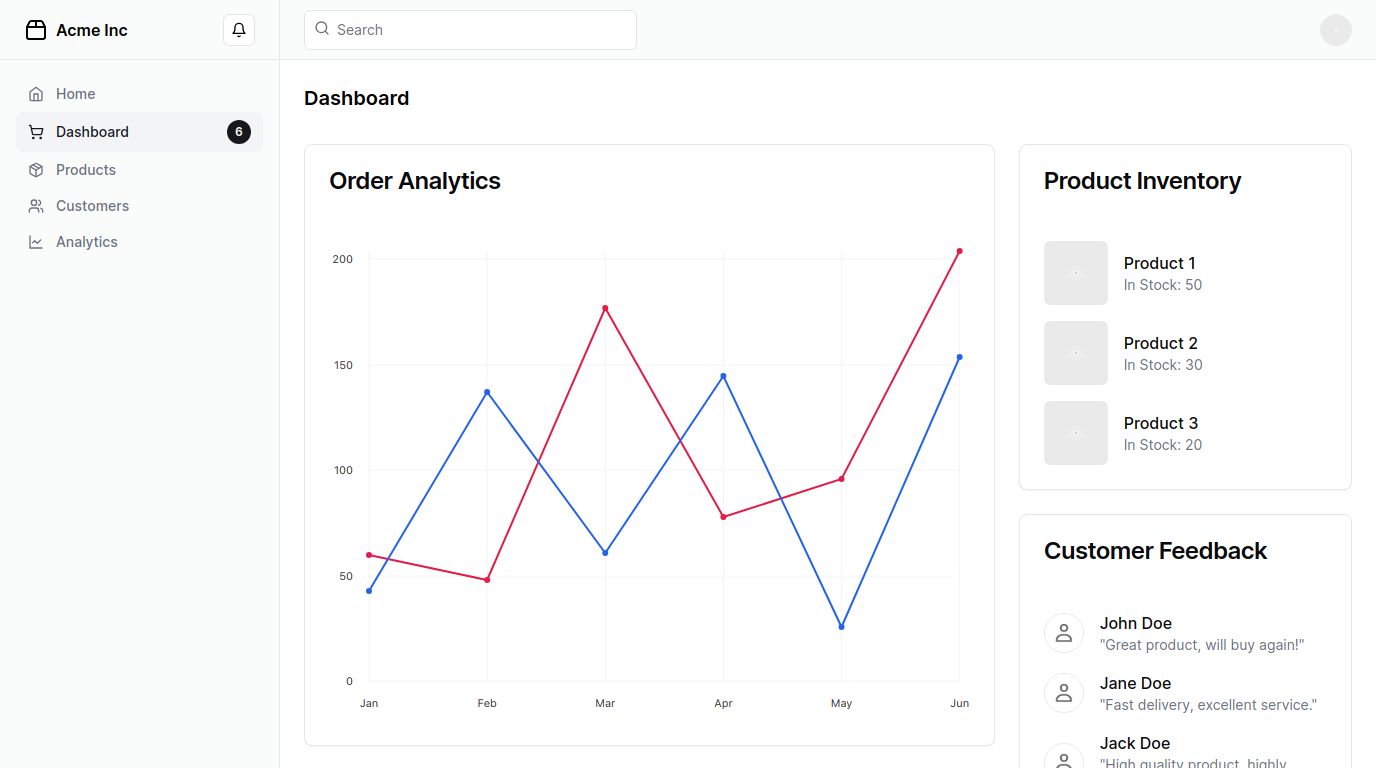 Acme Inc
Search
Home
Dashboard
6
Products
Customers
Analytics
Dashboard
Order Analytics
200
150
100
50
0
Jan
Feb
Mar
Apr
May
Jun
Product Inventory
Product 1
In Stock: 50
Product 2
In Stock: 30
Product 3
In Stock: 20
Customer Feedback
John Doe
"Great product, will buy again!"
Jane Doe
"Fast delivery, excellent service."
Jack Doe
"High quality product, highly